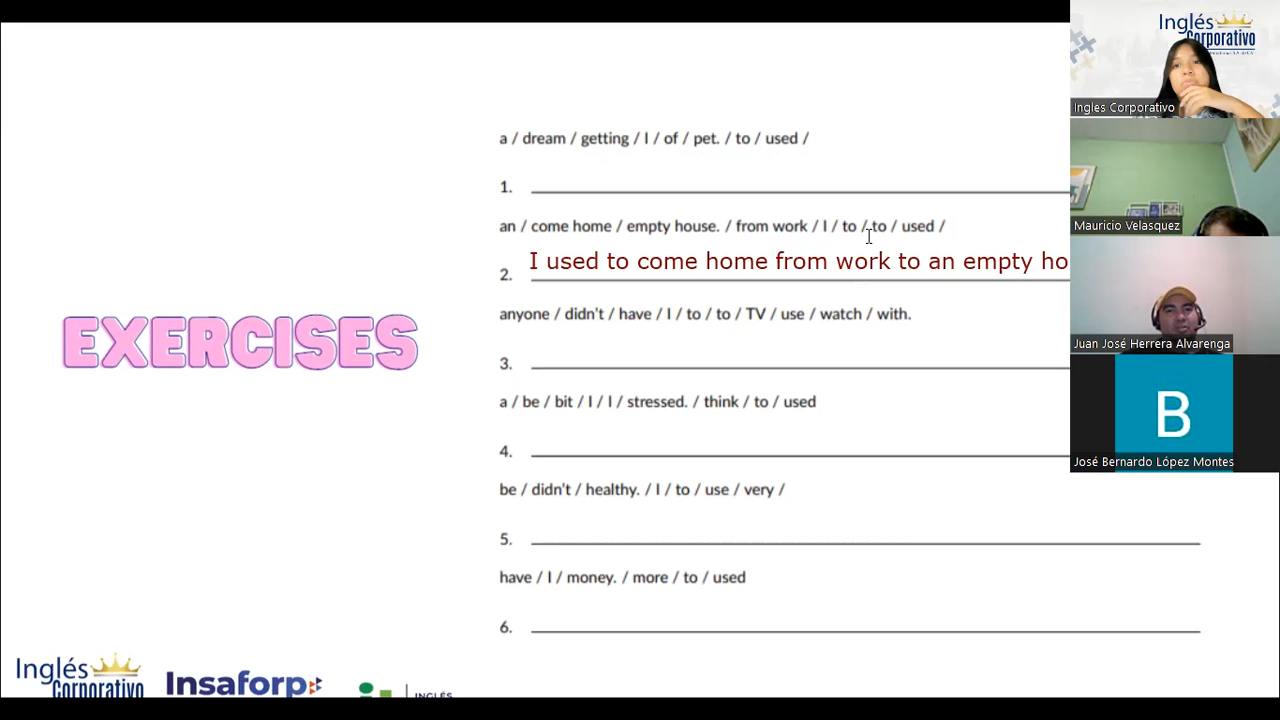 Inglés
Corporativo
Ingles Corporativo
a / dream / getting / I / of / pet. / to / used /
1.
Mauricio Velasquez
an / come home / empty house. / from work / I / to / to / used /
I used to come home from work to an empty ho
2.
anyone / didn't / have / I / to / to / TV / use / watch / with.
EXERCISES
Juan José Herrera Alvarenga
3.
a / be / bit / I / I / stressed. / think / to / used
B
4.
José Bernardo López Montes
be / didn't / healthy. / I / to / use / very /
5.
have / I / money. / more / to / used
6.
Inglés
Corporativo
Insaforp
INGLÉS